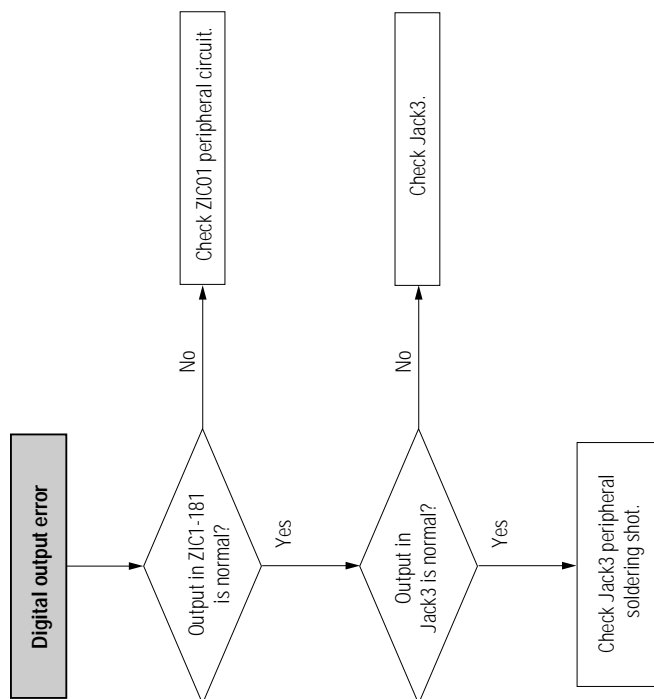 Digital output error
Output in ZIC1-181
is normal?
No
Check ZIC01 peripheral circuit.
Yes
Output in
Jack3 is normal?
No
Check Jack3.
Yes
Check Jack3 peripheral
soldering shot.